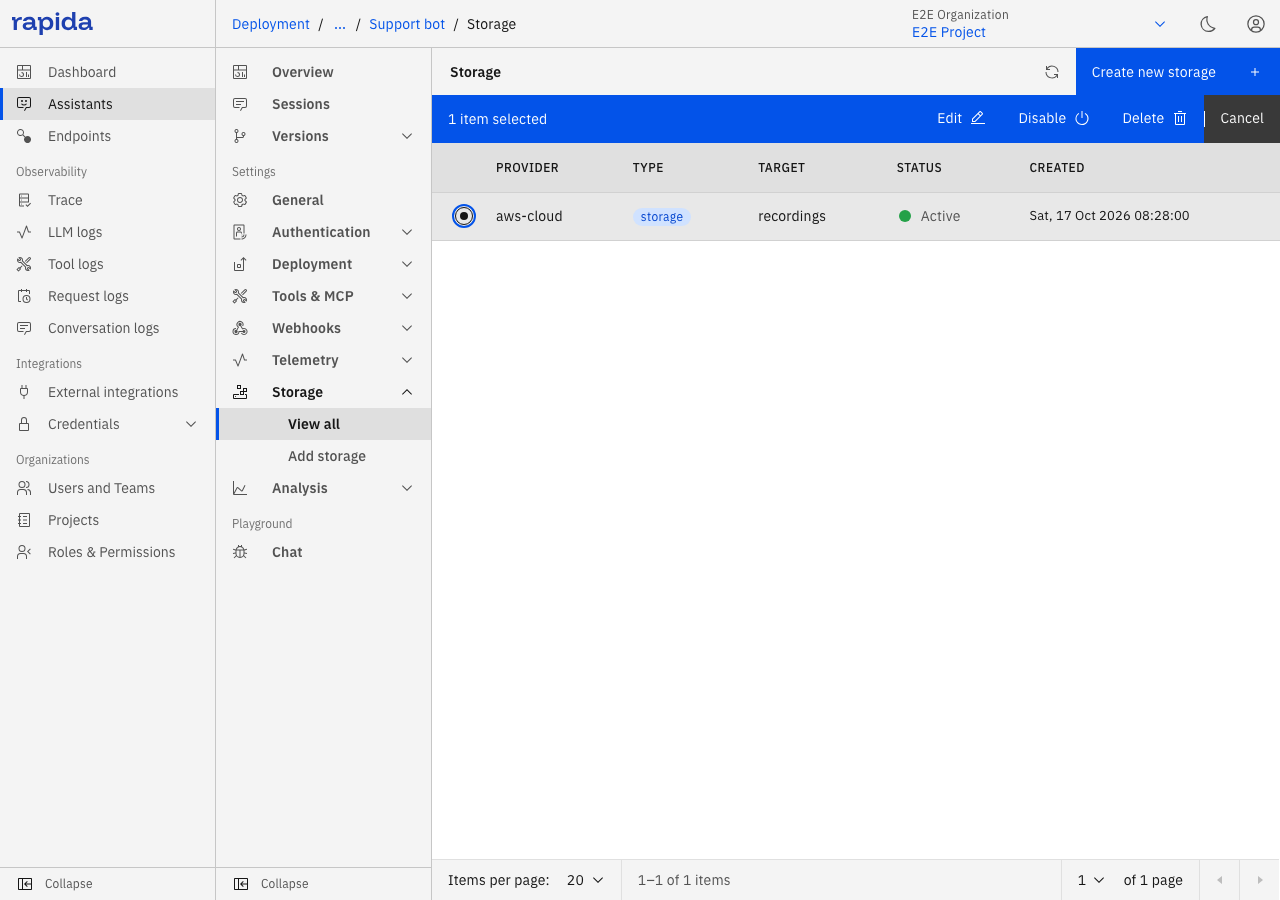 rapida
Deployment / ... / Support bot / Storage
E2E Organization
E2E Project
Dashboard
Assistants
Endpoints
Observability
Trace
LLM logs
Tool logs
Request logs
Conversation logs
Integrations
External integrations
Credentials
Organizations
Users and Teams
Projects
Roles & Permissions
Collapse
Overview
Sessions
Versions
Settings
General
Authentication
Deployment
Tools & MCP
Webhooks
Telemetry
Storage
View all
Add storage
Analysis
Playground
Chat
Collapse
Storage
Create new storage +
1 item selected
Edit
Disable
Delete
Cancel
PROVIDER TYPE TARGET STATUS CREATED
aws-cloud storage recordings Active Sat, 17 Oct 2026 08:28:00
Items per page: 20 1–1 of 1 items 1 of 1 page